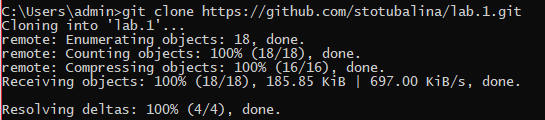 C:\Users\admin>git clone https://github.com/stotubalina/lab.1.git
Cloning into 'lab.1'...
remote: Enumerating objects: 18, done.
remote: Counting objects: 100% (18/18), done.
remote: Compressing objects: 100% (16/16), done.
Receiving objects: 100% (18/18), 185.85 KiB | 697.00 KiB/s, done.
Resolving deltas: 100% (4/4), done.